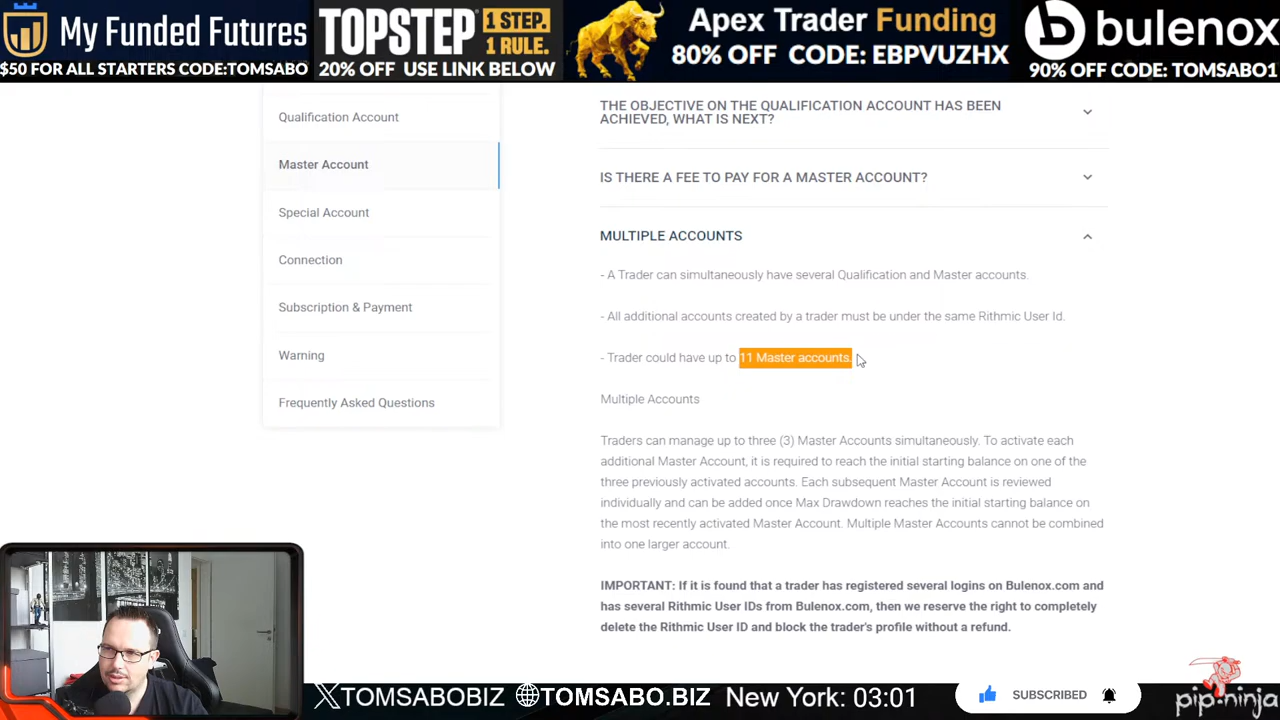 My Funded Futures
$50 FOR ALL STARTERS CODE:TOMSABO
TOPSTEP
1 STEP.
1 RULE.
20% OFF USE LINK BELOW
Apex Trader Funding
80% OFF CODE: EBPVUZHX
bulenox
90% OFF CODE: TOMSABO1
Qualification Account
Master Account
Special Account
Connection
Subscription & Payment
Warning
Frequently Asked Questions
THE OBJECTIVE ON THE QUALIFICATION ACCOUNT HAS BEEN
ACHIEVED, WHAT IS NEXT?
IS THERE A FEE TO PAY FOR A MASTER ACCOUNT?
MULTIPLE ACCOUNTS
- A Trader can simultaneously have several Qualification and Master accounts.
- All additional accounts created by a trader must be under the same Rithmic User Id.
- Trader could have up to 11 Master accounts.
Multiple Accounts
Traders can manage up to three (3) Master Accounts simultaneously. To activate each
additional Master Account, it is required to reach the initial starting balance on one of the
three previously activated accounts. Each subsequent Master Account is reviewed
individually and can be added once Max Drawdown reaches the initial starting balance on
the most recently activated Master Account. Multiple Master Accounts cannot be combined
into one larger account.
IMPORTANT: If it is found that a trader has registered several logins on Bulenox.com and
has several Rithmic User IDs from Bulenox.com, then we reserve the right to completely
delete the Rithmic User ID and block the trader's profile without a refund.
TOMSABOBIZ
TOMSABO.BIZ
New York: 03:01
SUBSCRIBED
pip.ninja